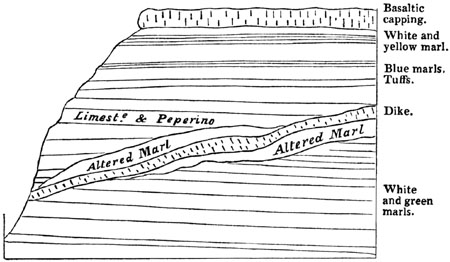 Basaltic
capping.
White and
yellow marl.
Blue marls.
Tuffs.
Limest.e & Peperino
Dike.
Altered Marl
Altered Marl
White
and green
marls.